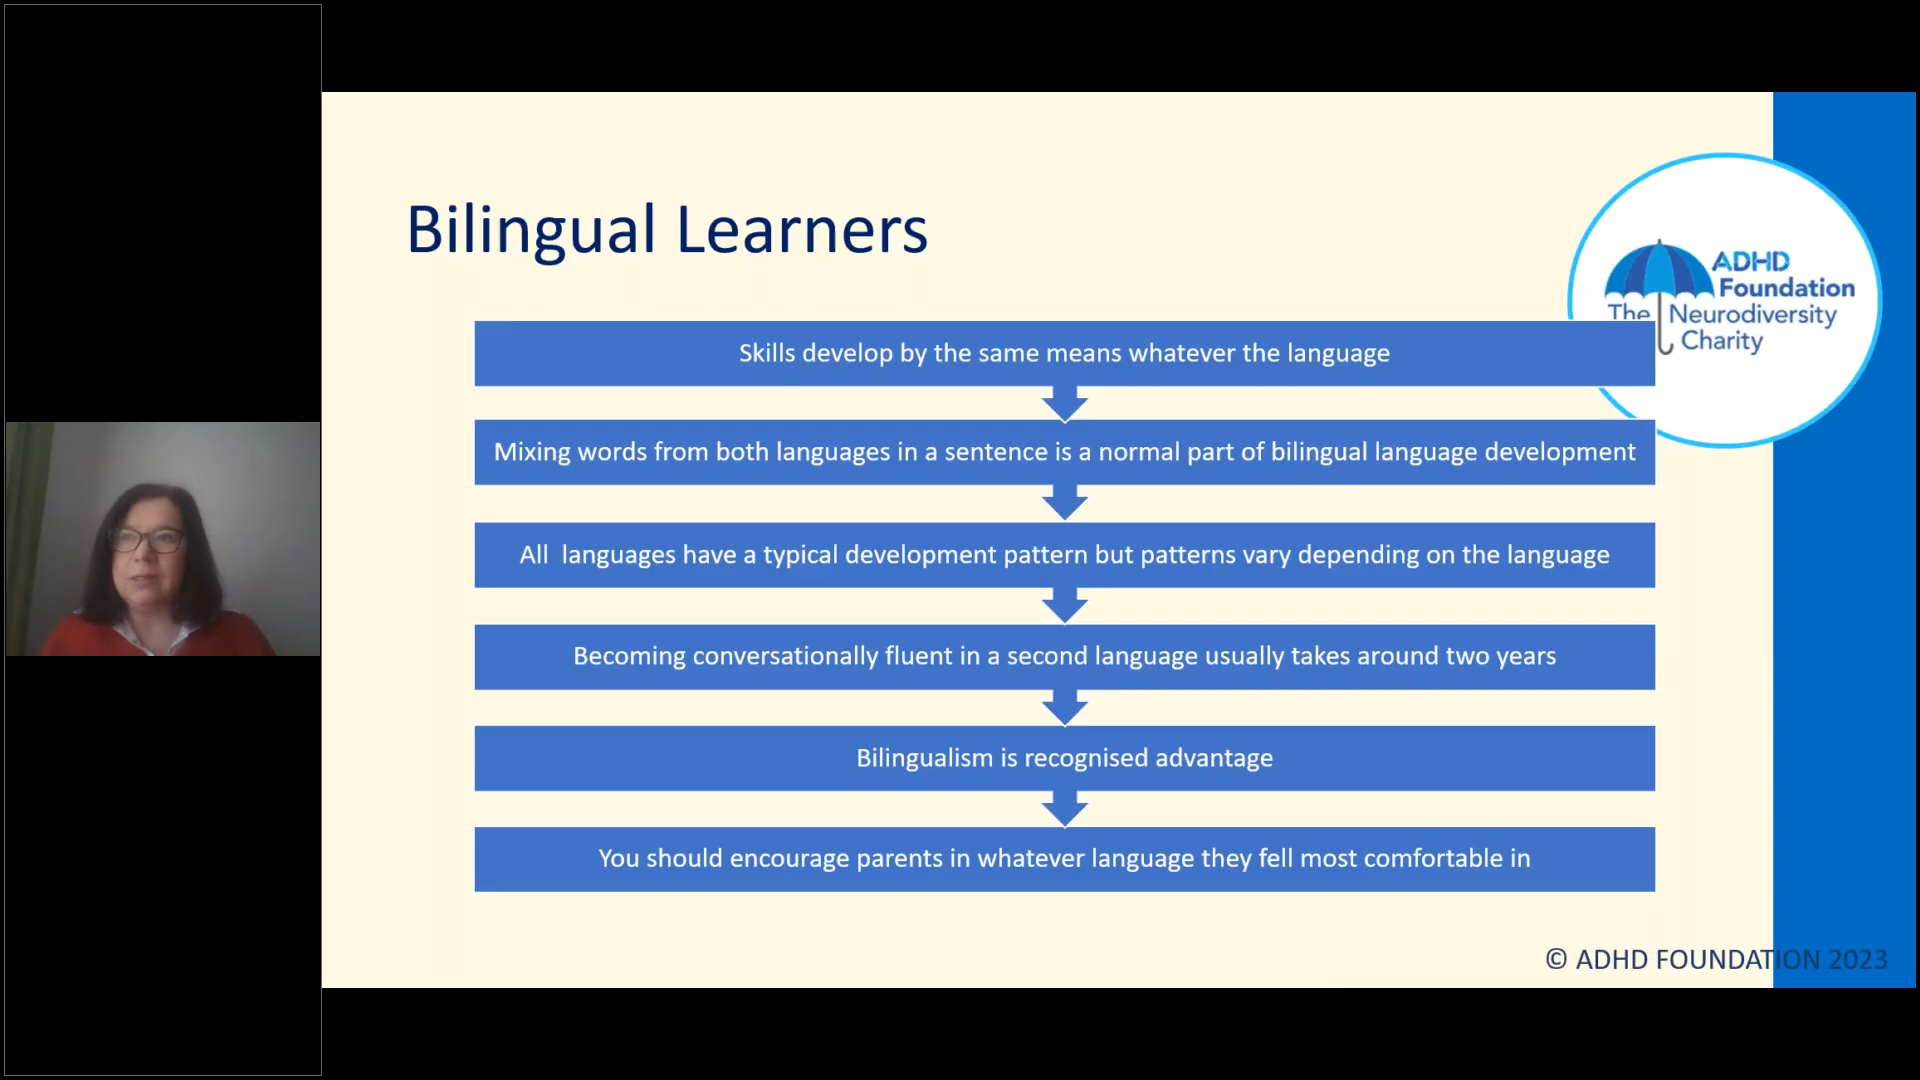 Bilingual Learners
ADHD
Foundation
The Neurodiversity
Charity
Skills develop by the same means whatever the language
Mixing words from both languages in a sentence is a normal part of bilingual language development
All  languages have a typical development pattern but patterns vary depending on the language
Becoming conversationally fluent in a second language usually takes around two years
Bilingualism is recognised advantage
You should encourage parents in whatever language they fell most comfortable in
© ADHD FOUNDATION 2023